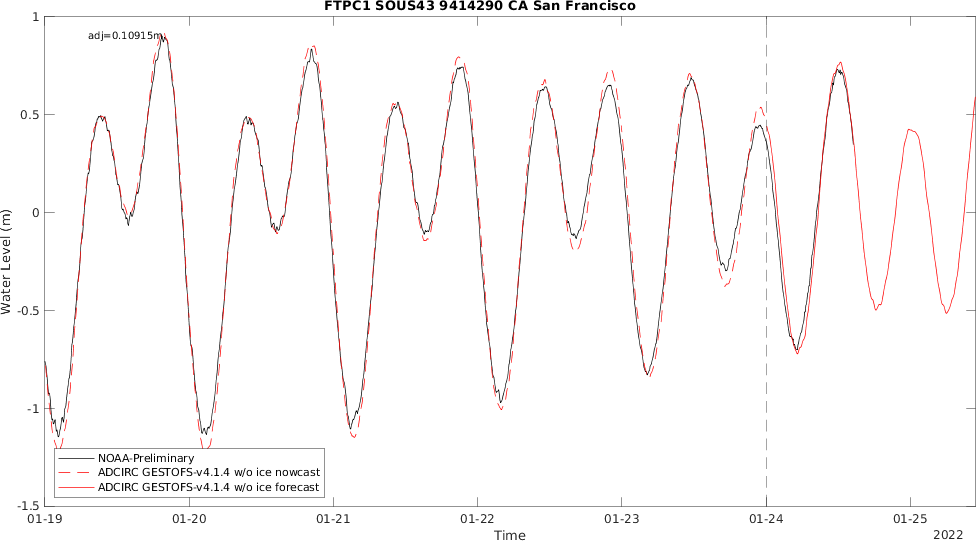 FTPC1 SOUS43 9414290 CA San Francisco
1
adj=0.10915m
0.5
0
-0.5
-1
-1.5
Water Level (m)
NOAA-Preliminary
ADCIRC GESTOFS-v4.1.4 w/o ice nowcast
ADCIRC GESTOFS-v4.1.4 w/o ice forecast
01-19
01-20
01-21
01-22
01-23
01-24
01-25
Time
2022